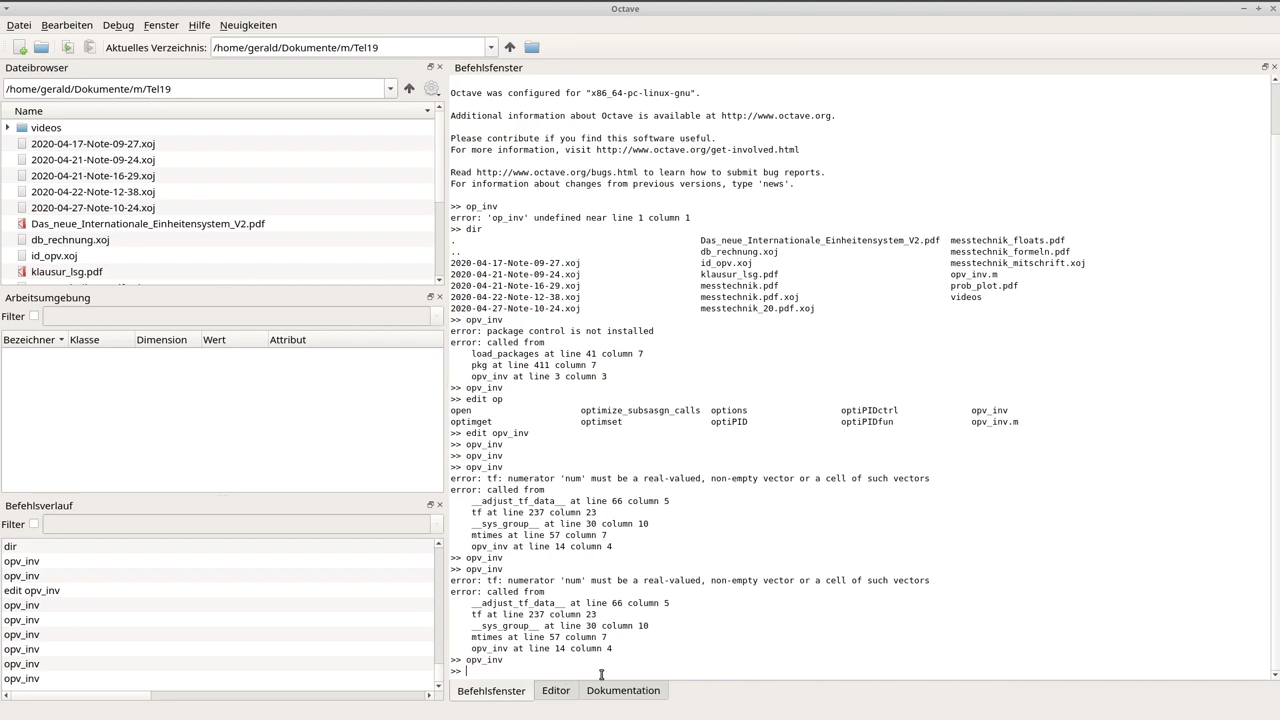 Octave
Datei Bearbeiten Debug Fenster Hilfe Neuigkeiten
Aktuelles Verzeichnis: /home/gerald/Dokumente/m/Tel19
Dateibrowser
/home/gerald/Dokumente/m/Tel19
Name
videos
2020-04-17-Note-09-27.xoj
2020-04-21-Note-09-24.xoj
2020-04-21-Note-16-29.xoj
2020-04-22-Note-12-38.xoj
2020-04-27-Note-10-24.xoj
Das_neue_Internationale_Einheitensystem_V2.pdf
db_rechnung.xoj
id_opv.xoj
klausur_lsg.pdf
Arbeitsumgebung
Filter
Bezeichner Klasse Dimension Wert Attribut
Befehlsverlauf
Filter
dir
opv_inv
opv_inv
edit opv_inv
opv_inv
opv_inv
opv_inv
opv_inv
opv_inv
opv_inv
Befehlsfenster
Octave was configured for "x86_64-pc-linux-gnu".
Additional information about Octave is available at http://www.octave.org.
Please contribute if you find this software useful.
For more information, visit http://www.octave.org/get-involved.html
Read http://www.octave.org/bugs.html to learn how to submit bug reports.
For information about changes from previous versions, type 'news'.
>> op_inv
error: 'op_inv' undefined near line 1 column 1
>> dir
. Das_neue_Internationale_Einheitensystem_V2.pdf messtechnik_floats.pdf
.. db_rechnung.xoj messtechnik_formeln.pdf
2020-04-17-Note-09-27.xoj id_opv.xoj messtechnik_mitschrift.xoj
2020-04-21-Note-09-24.xoj klausur_lsg.pdf opv_inv.m
2020-04-21-Note-16-29.xoj messtechnik.pdf prob_plot.pdf
2020-04-22-Note-12-38.xoj messtechnik.pdf.xoj videos
2020-04-27-Note-10-24.xoj messtechnik_20.pdf.xoj
>> opv_inv
error: package control is not installed
error: called from
load_packages at line 41 column 7
pkg at line 411 column 7
opv_inv at line 3 column 3
>> opv_inv
>> edit op
open optimize_subsasgn_calls options optiPIDctrl opv_inv
optimget optimset optiPID optiPIDfun opv_inv.m
>> edit opv_inv
>> opv_inv
>> opv_inv
>> opv_inv
error: tf: numerator 'num' must be a real-valued, non-empty vector or a cell of such vectors
error: called from
__adjust_tf_data__ at line 66 column 5
tf at line 237 column 23
__sys_group__ at line 30 column 10
mtimes at line 57 column 7
opv_inv at line 14 column 4
>> opv_inv
>> opv_inv
error: tf: numerator 'num' must be a real-valued, non-empty vector or a cell of such vectors
error: called from
__adjust_tf_data__ at line 66 column 5
tf at line 237 column 23
__sys_group__ at line 30 column 10
mtimes at line 57 column 7
opv_inv at line 14 column 4
>> opv_inv
>>
Befehlsfenster Editor Dokumentation